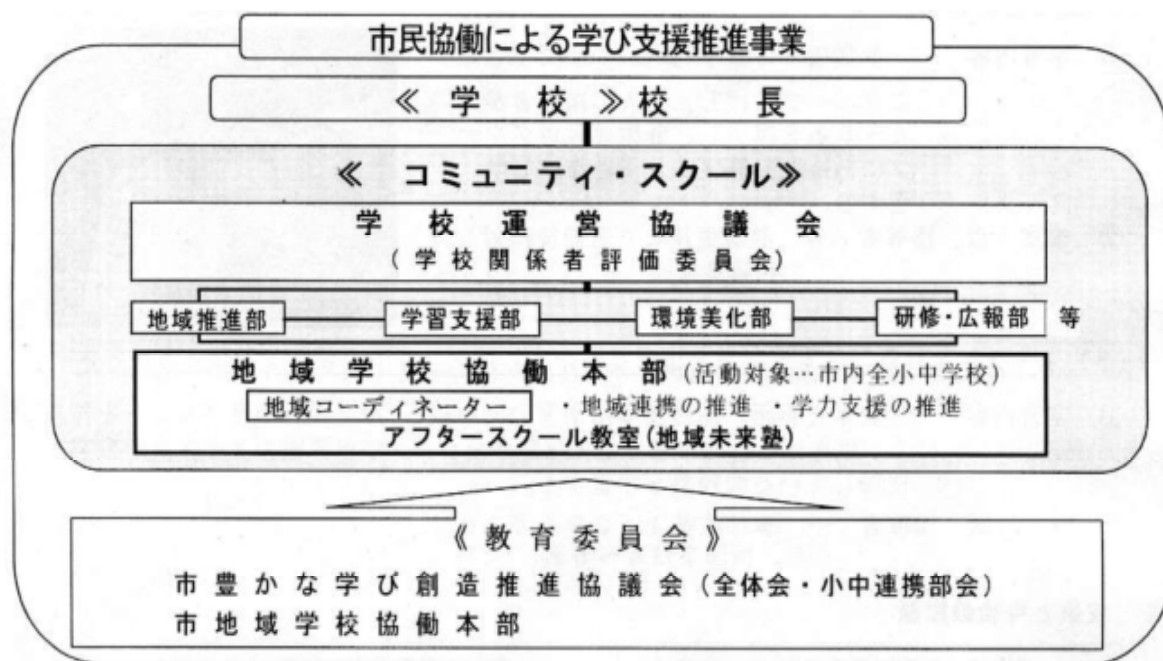 市民協働による学び支援推進事業
≪学校≫校長
≪コミュニティ・スクール≫
学校運営協議会
(学校関係者評価委員会)
地域推進部 学習支援部 環境美化部 研修・広報部 等
地域学校協働本部(活動対象…市内全小中学校)
地域コーディネーター ・地域連携の推進 ・学力支援の推進
アフタースクール教室(地域未来塾)
《教育委員会》
市豊かな学び創造推進協議会(全体会・小中連携部会)
市地域学校協働本部